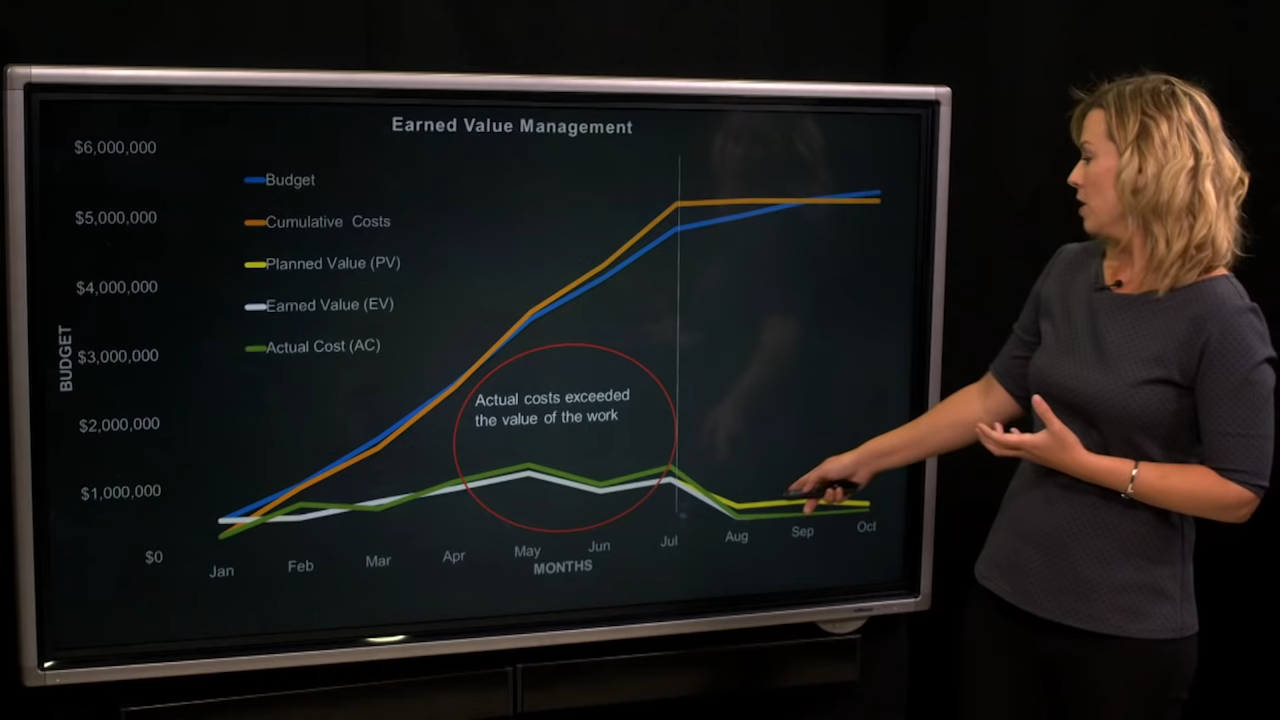 Earned Value Management
$6,000,000
$5,000,000
$4,000,000
$3,000,000
$2,000,000
$1,000,000
$0
BUDGET
Budget
Cumulative Costs
Planned Value (PV)
Earned Value (EV)
Actual Cost (AC)
Actual costs exceeded
the value of the work
Jan Feb Mar Apr May Jun Jul Aug Sep Oct
MONTHS